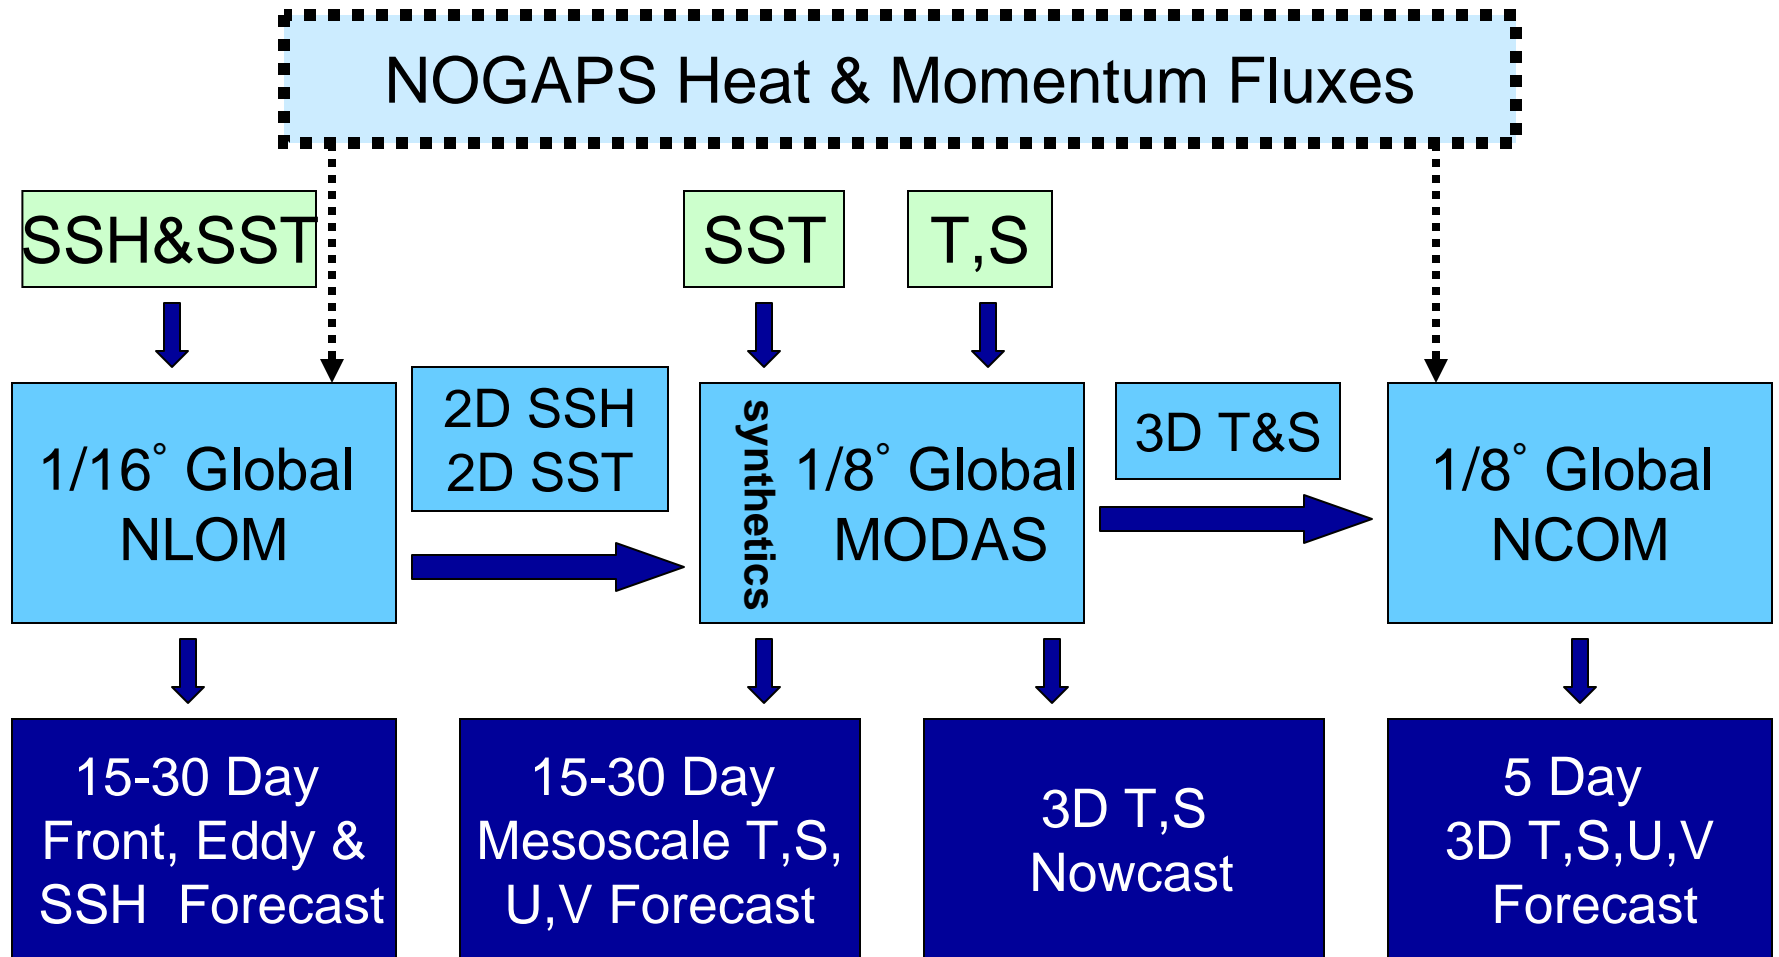 NOGAPS Heat & Momentum Fluxes
SSH&SST
SST
T,S
1/16° Global
NLOM
2D SSH
2D SST
synthetics
1/8° Global
MODAS
3D T&S
1/8° Global
NCOM
15-30 Day
Front, Eddy &
SSH Forecast
15-30 Day
Mesoscale T,S,
U,V Forecast
3D T,S
Nowcast
5 Day
3D T,S,U,V
Forecast